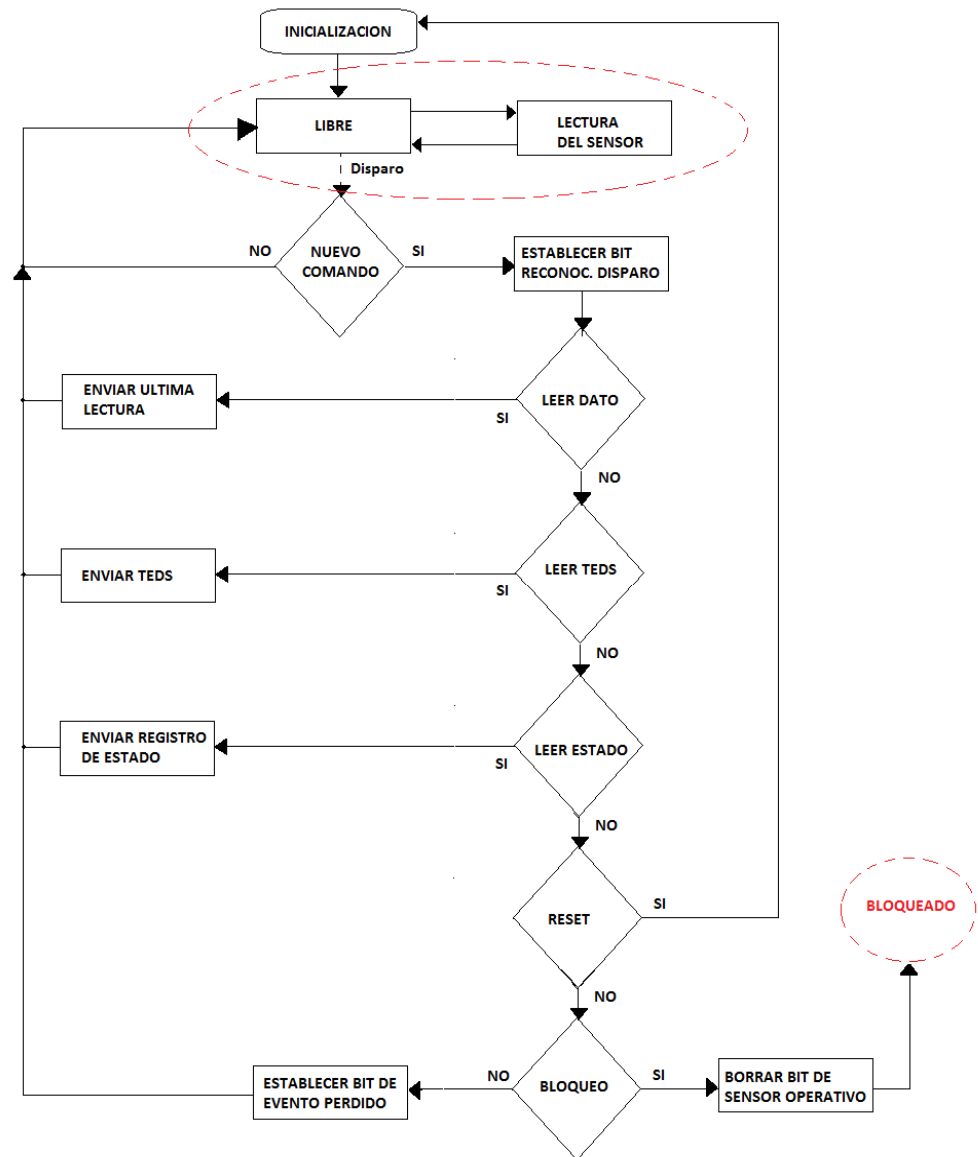 INICIALIZACION
LIBRE
LECTURA
DEL SENSOR
Disparo
NO
NUEVO
COMANDO
SI
ESTABLECER BIT
RECONOC. DISPARO
ENVIAR ULTIMA
LECTURA
SI
LEER DATO
NO
ENVIAR TEDS
SI
LEER TEDS
NO
ENVIAR REGISTRO
DE ESTADO
SI
LEER ESTADO
NO
RESET
SI
BLOQUEADO
NO
ESTABLECER BIT DE
EVENTO PERDIDO
NO
BLOQUEO
SI
BORRAR BIT DE
SENSOR OPERATIVO